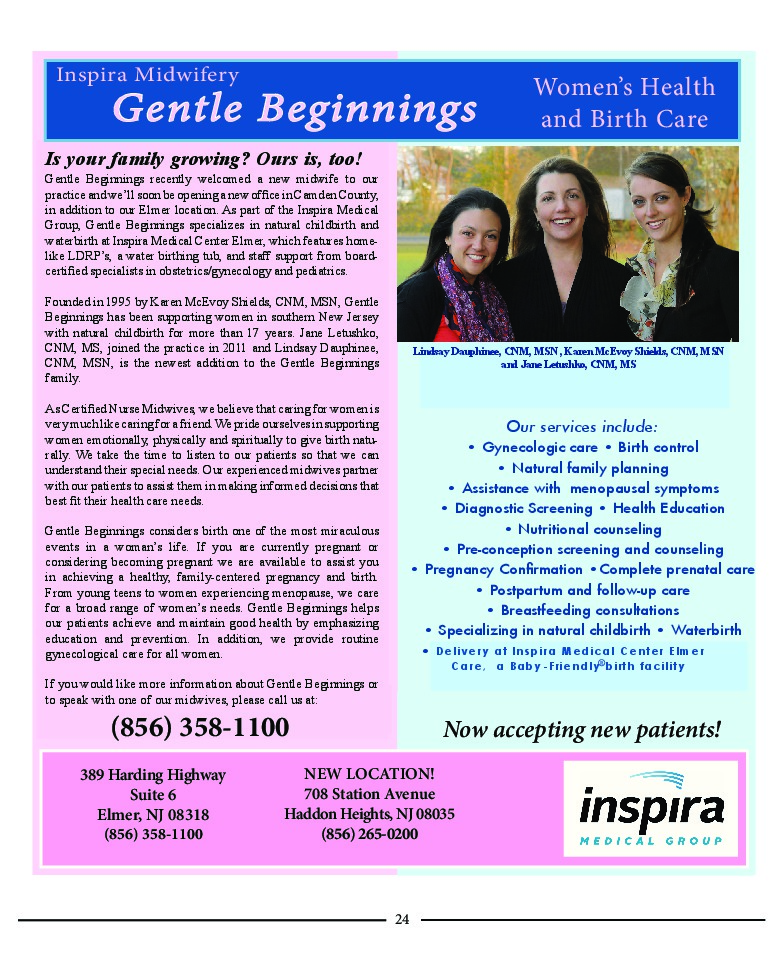 Inspira Midwifery
Gentle Beginnings
Women's Health
and Birth Care
Is your family growing? Ours is, too!
Gentle Beginnings recently welcomed a new midwife to our
practice and we'll soon be opening a new office in Camden County,
in addition to our Elmer location. As part of the Inspira Medical
Group, Gentle Beginnings specializes in natural childbirth and
waterbirth at Inspira Medical Center Elmer, which features home-
like LDRP's, a water birthing tub, and staff support from board-
certified specialists in obstetrics/gynecology and pediatrics.
Founded in 1995 by Karen McEvoy Shields, CNM, MSN, Gentle
Beginnings has been supporting women in southern New Jersey
with natural childbirth for more than 17 years. Jane Letushko,
CNM, MS, joined the practice in 2011 and Lindsay Dauphinee,
CNM, MSN, is the newest addition to the Gentle Beginnings
family.
As Certified Nurse Midwives, we believe that caring for women is
very much like caring for a friend. We pride ourselves in supporting
women emotionally, physically and spiritually to give birth natu-
rally. We take the time to listen to our patients so that we can
understand their special needs. Our experienced midwives partner
with our patients to assist them in making informed decisions that
best fit their health care needs.
Gentle Beginnings considers birth one of the most miraculous
events in a woman's life. If you are currently pregnant or
considering becoming pregnant we are available to assist you
in achieving a healthy, family-centered pregnancy and birth.
From young teens to women experiencing menopause, we care
for a broad range of women's needs. Gentle Beginnings helps
our patients achieve and maintain good health by emphasizing
education and prevention. In addition, we provide routine
gynecological care for all women.
If you would like more information about Gentle Beginnings or
to speak with one of our midwives, please call us at:
(856) 358-1100
Lindsay Dauphinee, CNM, MSN, Karen McEvoy Shields, CNM, MSN
and Jane Letushko, CNM, MS
Our services include:
• Gynecologic care • Birth control
• Natural family planning
• Assistance with menopausal symptoms
• Diagnostic Screening • Health Education
• Nutritional counseling
• Pre-conception screening and counseling
• Pregnancy Confirmation • Complete prenatal care
• Postpartum and follow-up care
• Breastfeeding consultations
• Specializing in natural childbirth • Waterbirth
• Delivery at Inspira Medical Center Elmer
Care, a Baby-Friendly® birth facility
Now accepting new patients!
389 Harding Highway
Suite 6
Elmer, NJ 08318
(856) 358-1100
NEW LOCATION!
708 Station Avenue
Haddon Heights, NJ 08035
(856) 265-0200
inspira
MEDICAL GROUP
24